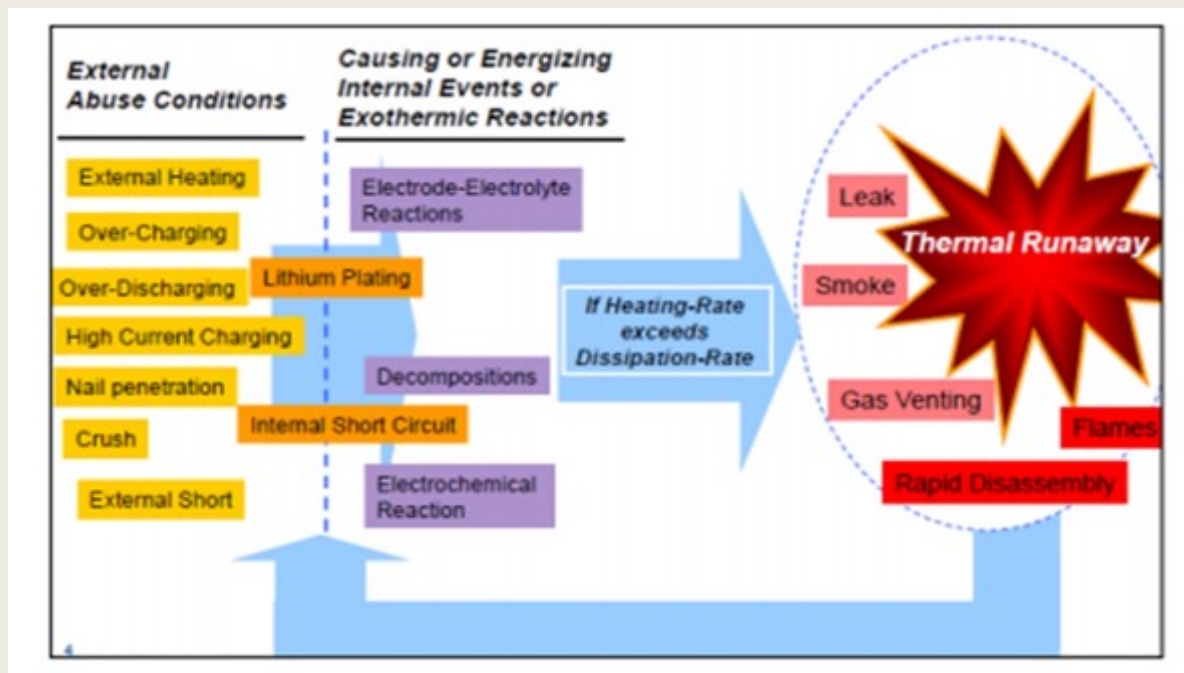 External
Abuse Conditions
Causing or Energizing
Internal Events or
Exothermic Reactions
External Heating
Over-Charging
Over-Discharging
High Current Charging
Nail penetration
Crush
External Short
Lithium Plating
Internal Short Circuit
Electrode-Electrolyte
Reactions
Decompositions
Electrochemical
Reaction
If Heating-Rate
exceeds
Dissipation-Rate
Leak
Smoke
Gas Venting
Thermal Runaway
Flames
Rapid Disassembly
4